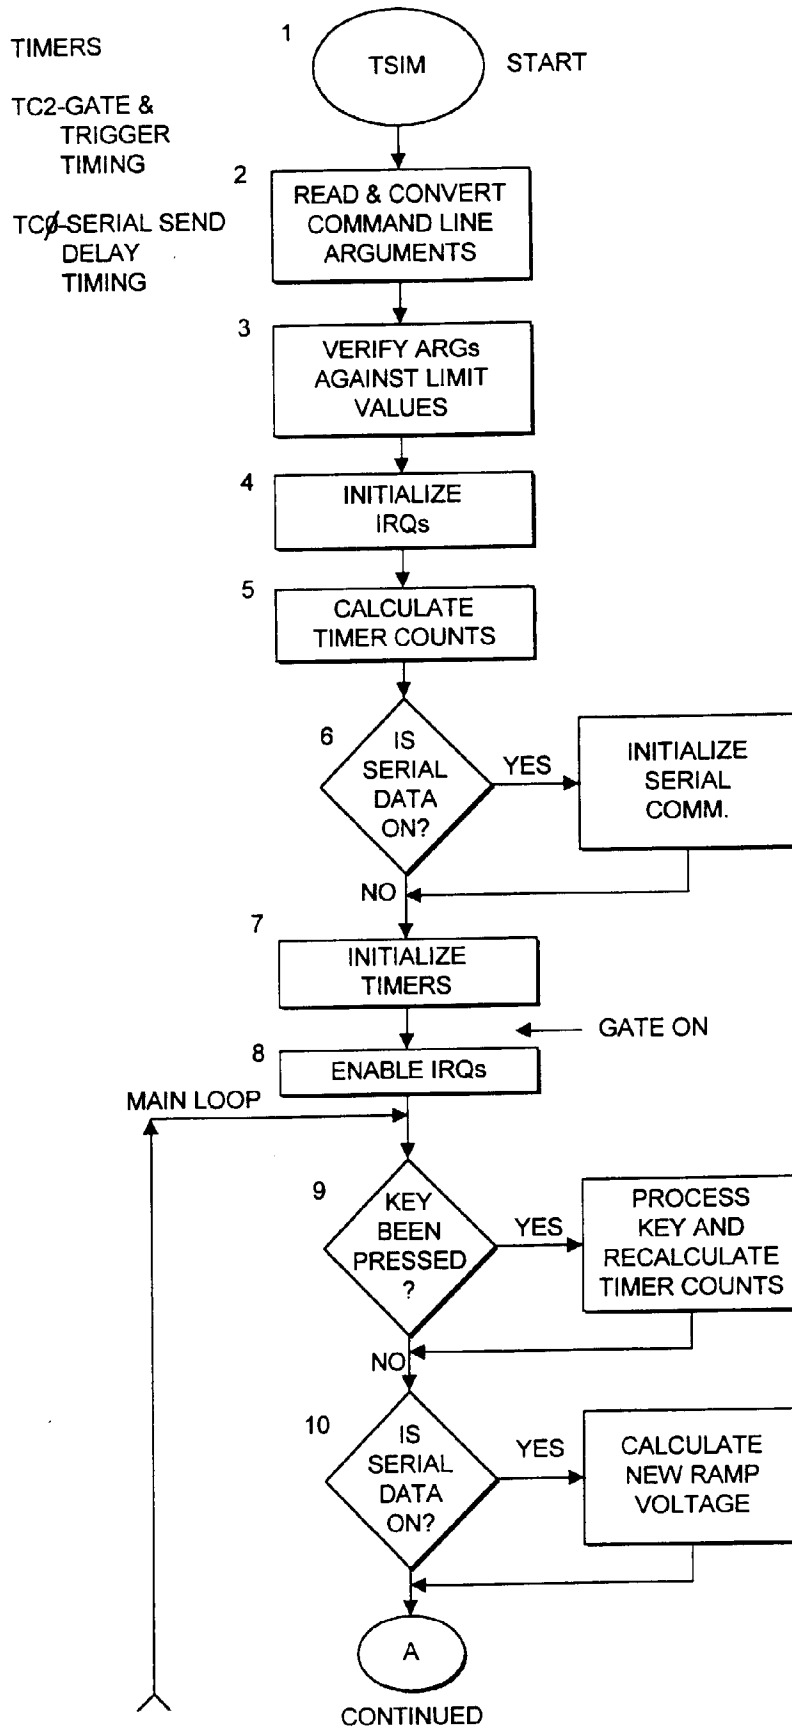 TIMERS
TC2-GATE &
TRIGGER
TIMING
TCØ-SERIAL SEND
DELAY
TIMING
1
TSIM
START
2
READ & CONVERT
COMMAND LINE
ARGUMENTS
3
VERIFY ARGs
AGAINST LIMIT
VALUES
4
INITIALIZE
IRQs
5
CALCULATE
TIMER COUNTS
6
IS
SERIAL
DATA
ON?
YES
INITIALIZE
SERIAL
COMM.
NO
7
INITIALIZE
TIMERS
GATE ON
8
ENABLE IRQs
MAIN LOOP
9
KEY
BEEN
PRESSED
?
YES
PROCESS
KEY AND
RECALCULATE
TIMER COUNTS
NO
10
IS
SERIAL
DATA
ON?
YES
CALCULATE
NEW RAMP
VOLTAGE
A
CONTINUED